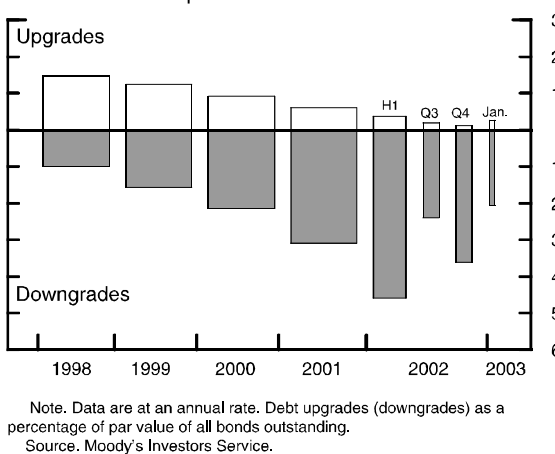 Upgrades
H1
Q3 Q4 Jan.
Downgrades
1998 1999 2000 2001 2002 2003
Note. Data are at an annual rate. Debt upgrades (downgrades) as a
percentage of par value of all bonds outstanding.
Source. Moody's Investors Service.